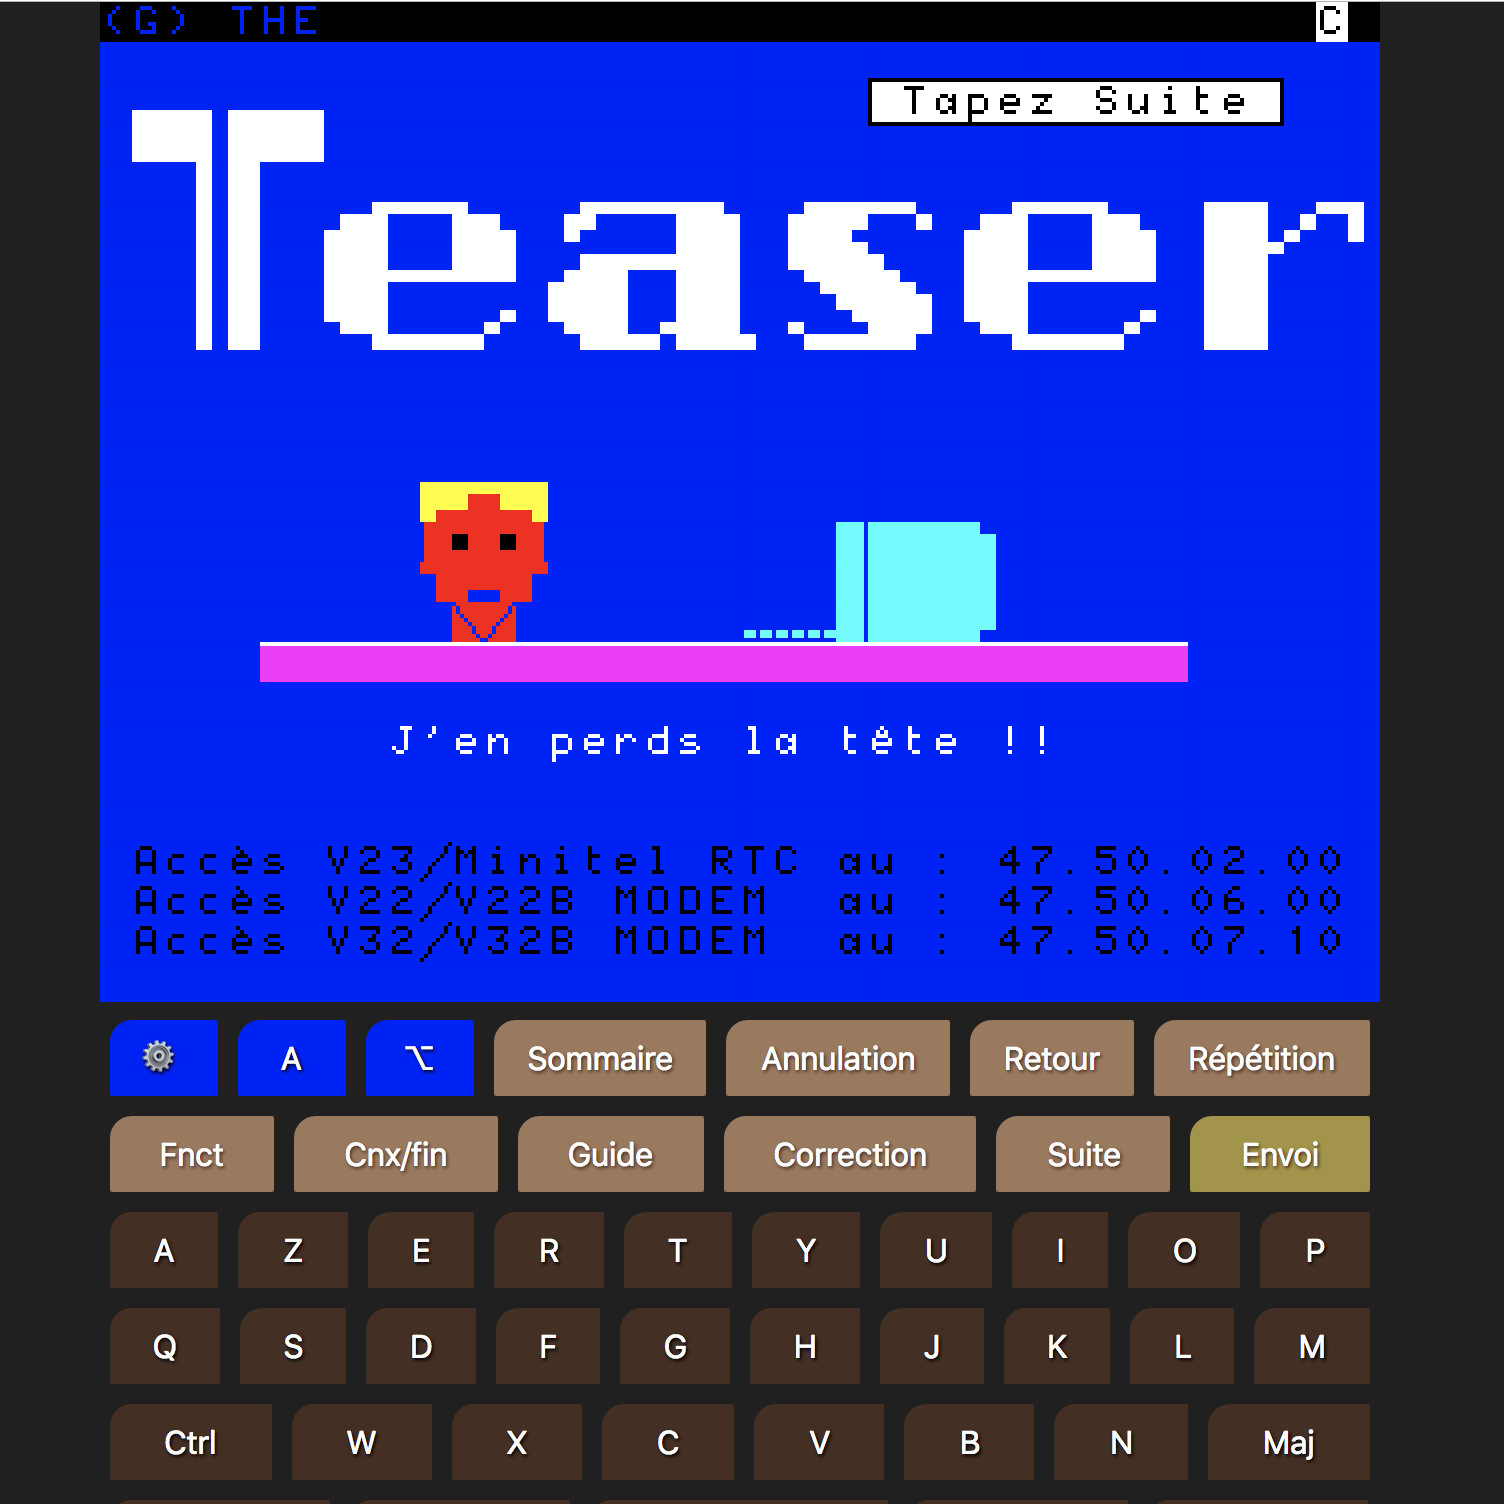 (G) THE C
Tapez Suite
Teaser
J'en perds la tête !!
Accès V23/Minitel RTC au : 47.50.02.00
Accès V22/V22B MODEM au : 47.50.06.00
Accès V32/V32B MODEM au : 47.50.07.10
⚙ A ⌥ Sommaire Annulation Retour Répétition
Fnct Cnx/fin Guide Correction Suite Envoi
A Z E R T Y U I O P
Q S D F G H J K L M
Ctrl W X C V B N Maj